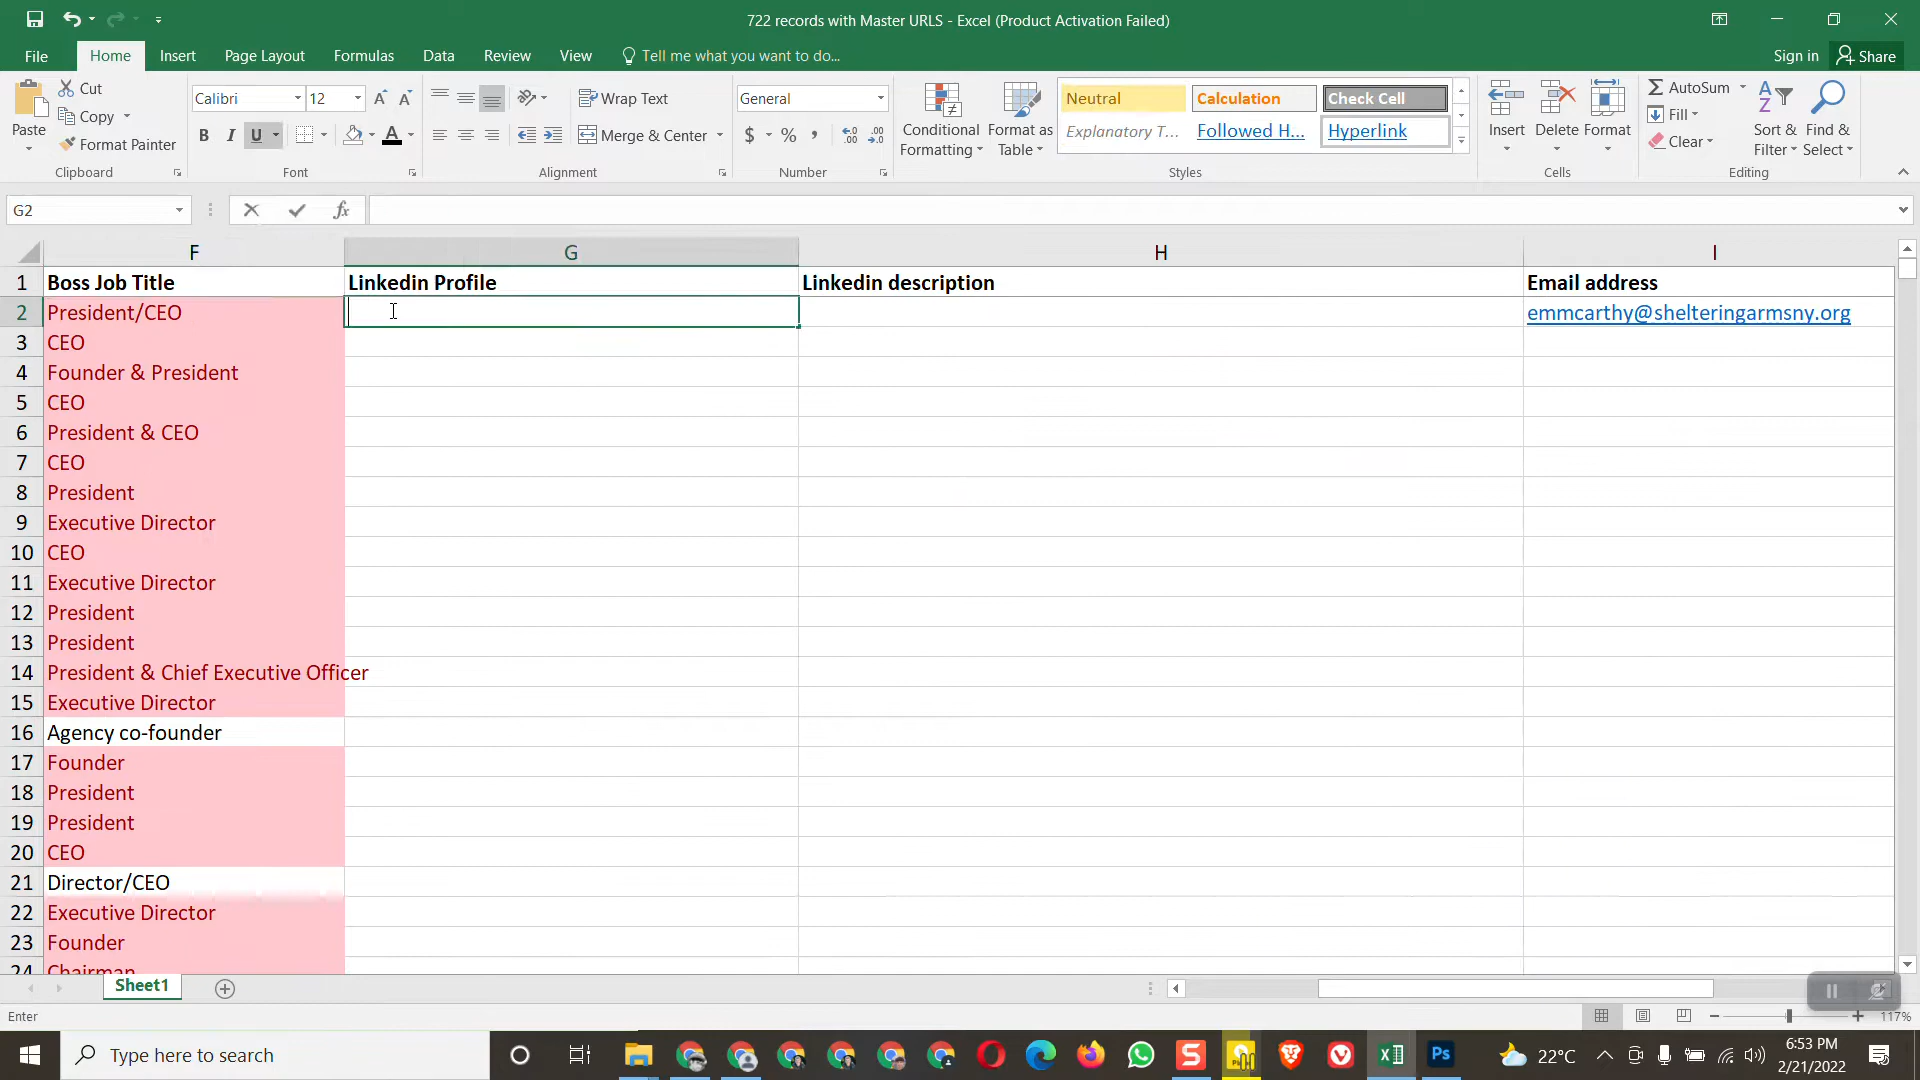 722 records with Master URLS - Excel (Product Activation Failed)
File Home Insert Page Layout Formulas Data Review View Tell me what you want to do... Sign in Share
Paste
Cut
Copy
Format Painter
Clipboard
Calibri 12
A A
B I U
A
Font
Wrap Text
Merge & Center
Alignment
General
$ % ,
Number
Conditional Formatting
Format as Table
Neutral Calculation Check Cell
Explanatory T... Followed H... Hyperlink
Styles
Insert Delete Format
Cells
AutoSum
Fill
Clear
Sort & Filter
Find & Select
Editing
G2
fx
F G H I
1 Boss Job Title Linkedin Profile Linkedin description Email address
2 President/CEO emmcarthy@shelteringarmsny.org
3 CEO
4 Founder & President
5 CEO
6 President & CEO
7 CEO
8 President
9 Executive Director
10 CEO
11 Executive Director
12 President
13 President
14 President & Chief Executive Officer
15 Executive Director
16 Agency co-founder
17 Founder
18 President
19 President
20 CEO
21 Director/CEO
22 Executive Director
23 Founder
24 Chairman
Sheet1
Enter
117%
Type here to search
22°C
6:53 PM
2/21/2022